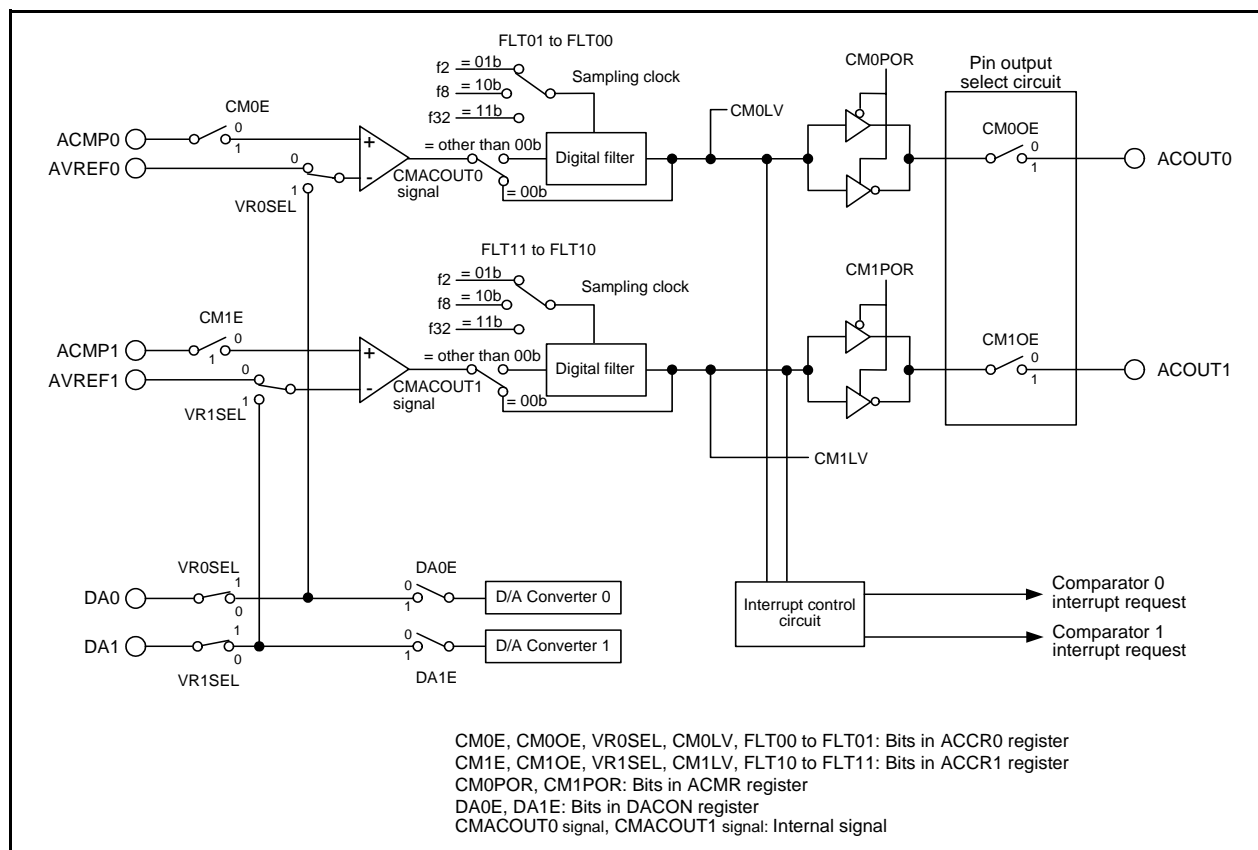 FLT01 to FLT00
f2 = 01b
f8 = 10b
f32 = 11b
Sampling clock
CM0POR
Pin output
select circuit
CM0E
0
1
ACMP0
AVREF0
0
1
VR0SEL
+
-
= other than 00b
CMACOUT0
signal
= 00b
Digital filter
CM0LV
CM0OE
0
1
ACOUT0
FLT11 to FLT10
f2 = 01b
f8 = 10b
f32 = 11b
Sampling clock
CM1POR
CM1E
0
1
ACMP1
AVREF1
0
1
VR1SEL
+
-
= other than 00b
CMACOUT1
signal
= 00b
Digital filter
CM1LV
CM1OE
0
1
ACOUT1
VR0SEL
DA0
1
0
DA0E
0
1
D/A Converter 0
DA1
1
0
VR1SEL
0
1
DA1E
D/A Converter 1
Interrupt control
circuit
Comparator 0
interrupt request
Comparator 1
interrupt request
CM0E, CM0OE, VR0SEL, CM0LV, FLT00 to FLT01: Bits in ACCR0 register
CM1E, CM1OE, VR1SEL, CM1LV, FLT10 to FLT11: Bits in ACCR1 register
CM0POR, CM1POR: Bits in ACMR register
DA0E, DA1E: Bits in DACON register
CMACOUT0 signal, CMACOUT1 signal: Internal signal